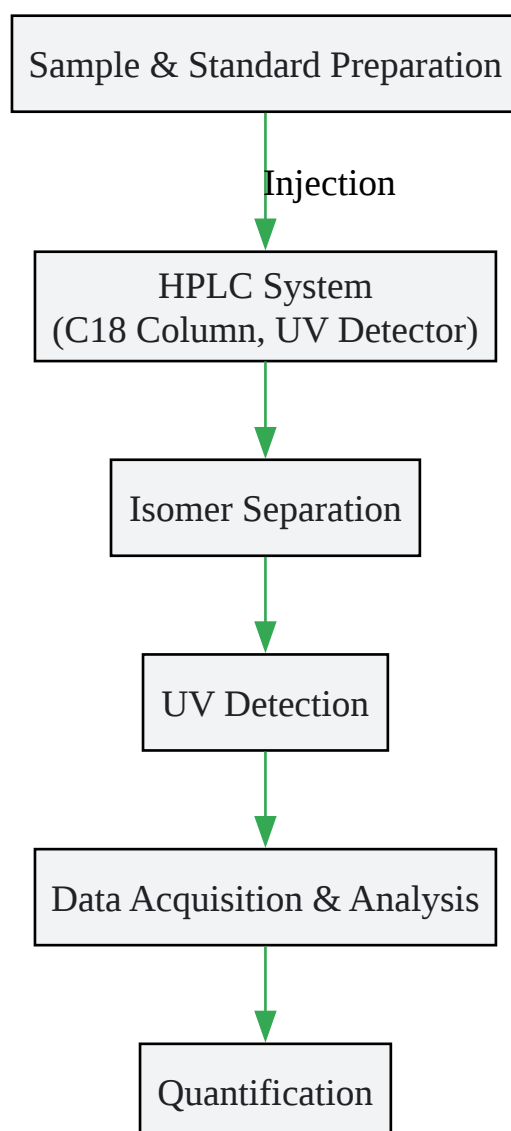 Sample & Standard Preparation
Injection
HPLC System
(C18 Column, UV Detector)
Isomer Separation
UV Detection
Data Acquisition & Analysis
Quantification